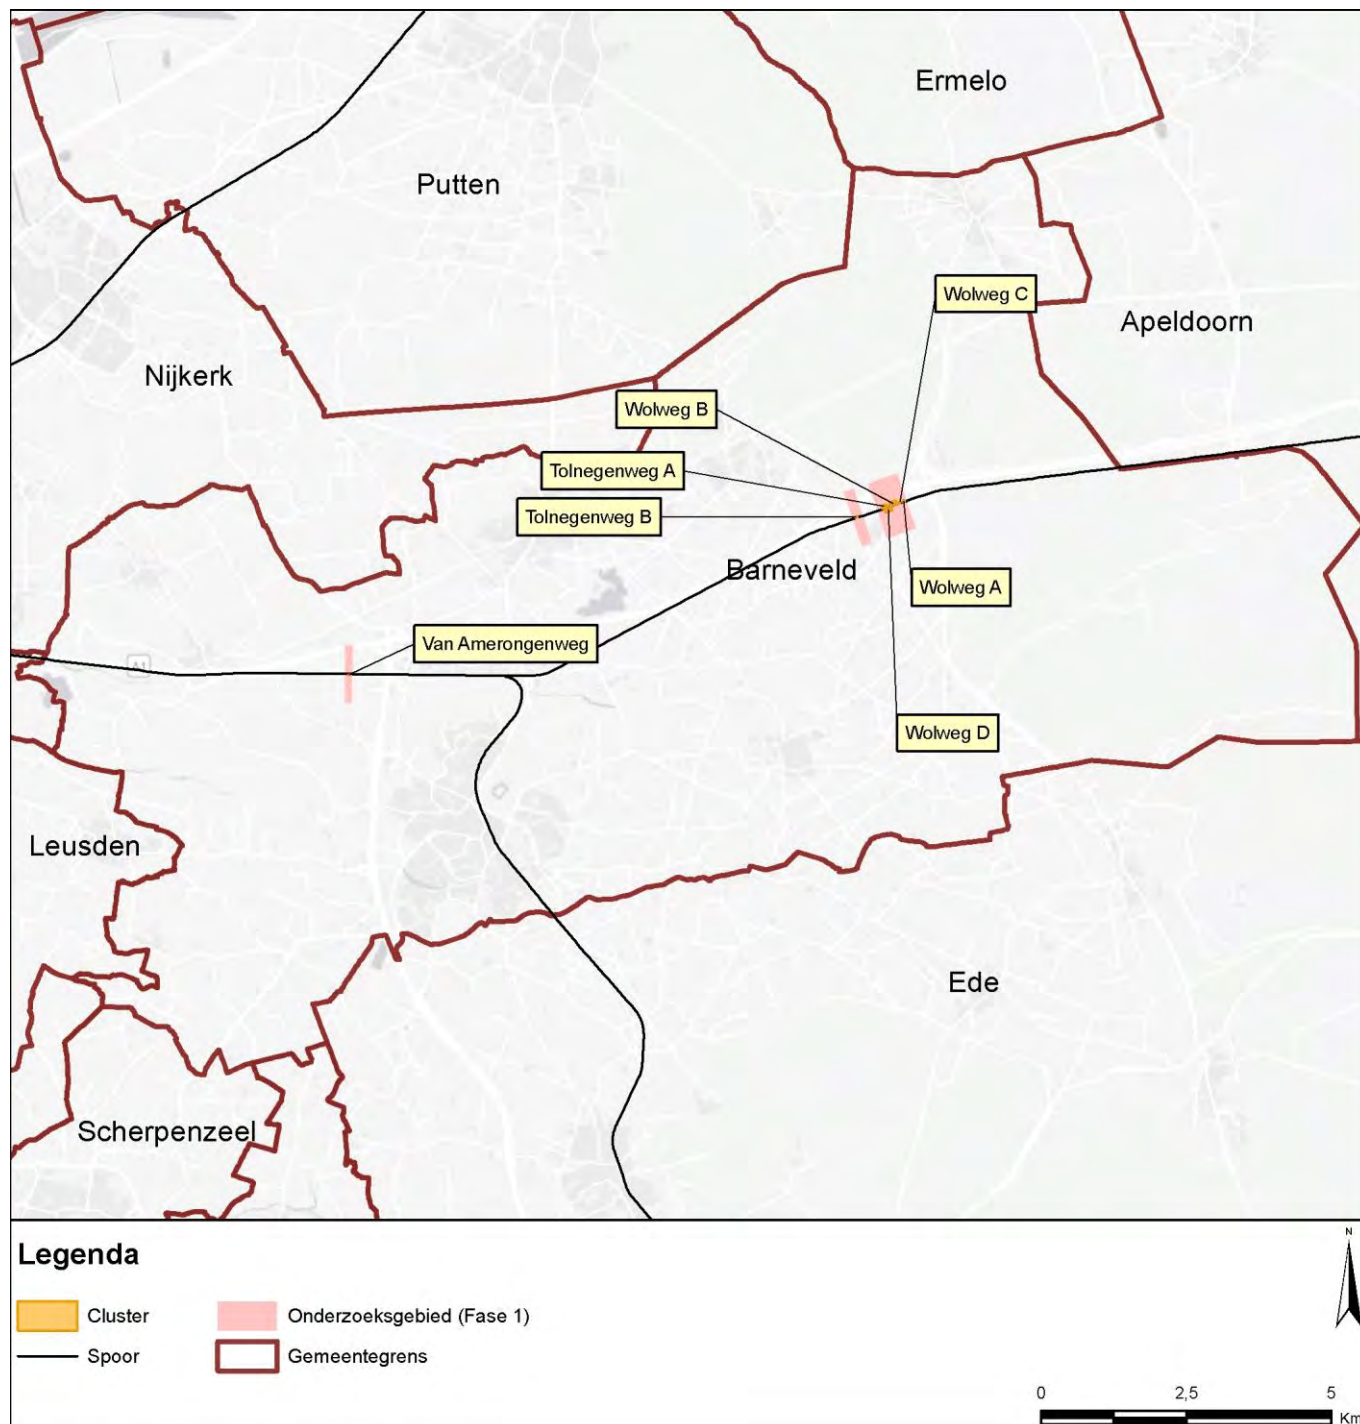 Ermelo
Putten
Wolweg C
Apeldoorn
Nijkerk
Wolweg B
Tolnegenweg A
Tolnegenweg B
Barneveld
Wolweg A
Van Amerongenweg
A1
Wolweg D
Leusden
Ede
Scherpenzeel
Legenda
N
Cluster
Onderzoeksgebied (Fase 1)
Spoor
Gemeentegrens
0 2,5 5
Km